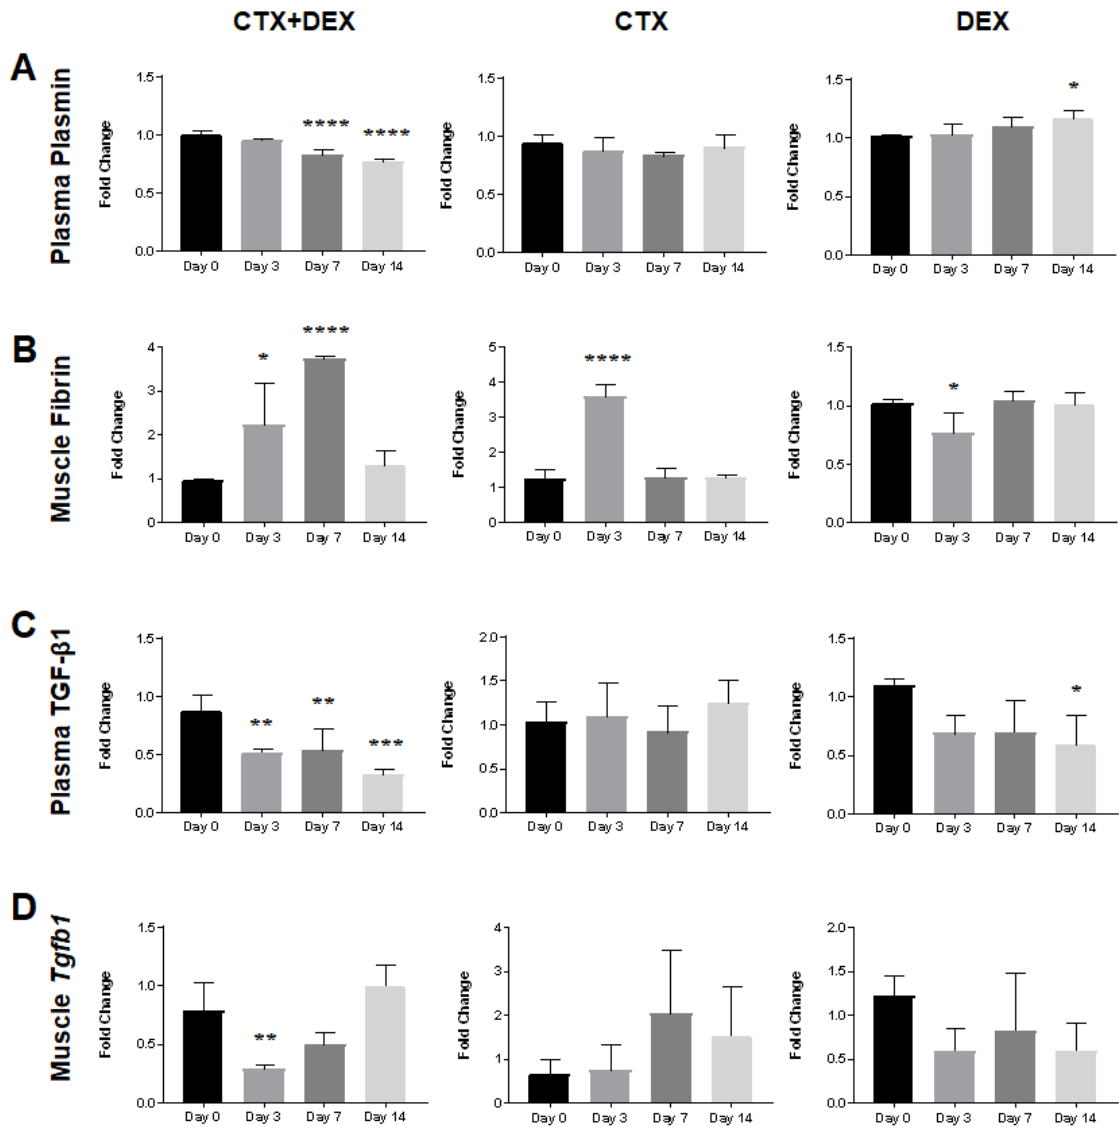 CTX+DEX CTX DEX
A
Plasma Plasmin
Fold Change
1.5
1.0
0.5
0.0
**** ****
Day 0 Day 3 Day 7 Day 14
Fold Change
1.5
1.0
0.5
0.0
Day 0 Day 3 Day 7 Day 14
Fold Change
1.5
1.0
0.5
0.0
*
Day 0 Day 3 Day 7 Day 14
B
Muscle Fibrin
Fold Change
4
3
2
1
0
* ****
Day 0 Day 3 Day 7 Day 14
Fold Change
5
4
3
2
1
0
****
Day 0 Day 3 Day 7 Day 14
Fold Change
1.5
1.0
0.5
0.0
*
Day 0 Day 3 Day 7 Day 14
C
Plasma TGF-β1
Fold Change
1.5
1.0
0.5
0.0
** ** ***
Day 0 Day 3 Day 7 Day 14
Fold Change
2.0
1.5
1.0
0.5
0.0
Day 0 Day 3 Day 7 Day 14
Fold Change
1.5
1.0
0.5
0.0
*
Day 0 Day 3 Day 7 Day 14
D
Muscle Tgfb1
Fold Change
1.5
1.0
0.5
0.0
**
Day 0 Day 3 Day 7 Day 14
Fold Change
4
3
2
1
0
Day 0 Day 3 Day 7 Day 14
Fold Change
2.0
1.5
1.0
0.5
0.0
Day 0 Day 3 Day 7 Day 14